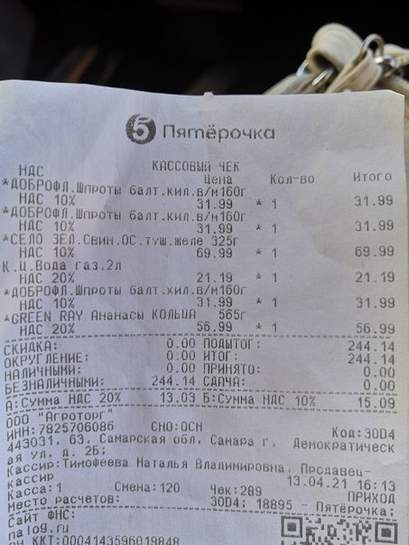 5 Пятёрочка
КАССОВЫЙ ЧЕК
НДС Цена Кол-во Итого
*ДОБРОФЛ.Шпроты балт.кил.в/м160г
НДС 10% 31.99 * 1 31.99
*ДОБРОФЛ.Шпроты балт.кил.в/м160г
НДС 10% 31.99 * 1 31.99
*СЕЛО ЗЕЛ.Свин.ОС.туш.желе 325г
НДС 10% 69.99 * 1 69.99
К.Ц.Вода газ.2л
НДС 20% 21.19 * 1 21.19
*ДОБРОФЛ.Шпроты балт.кил.в/м160г
НДС 10% 31.99 * 1 31.99
*GREEN RAY Ананасы КОЛЬЦА 565г
НДС 20% 56.99 * 1 56.99
СКИДКА: 0.00 ПОДЫТОГ: 244.14
ОКРУГЛЕНИЕ: 0.00 ИТОГ: 244.14
НАЛИЧНЫМИ: 0.00 ПРИНЯТО: 0.00
БЕЗНАЛИЧНЫМИ: 244.14 СДАЧА: 0.00
А:Сумма НДС 20% 13.03 Б:Сумма НДС 10% 15.09
ООО "Агроторг"
ИНН:7825706086 СНО:ОСН Код:30D4
443031, 63, Самарская обл, Самара г, Демократическ
ая ул, д. 2Б;
Кассир:Тимофеева Наталья Владимировна, Продавец-
кассир 13.04.21 16:13
Касса:1 Смена:120 Чек:289 ПРИХОД
Место расчетов: 30D4; 18895 - Пятёрочка;
Сайт ФНС:
nalog.ru
РН ККТ:0004143596019848